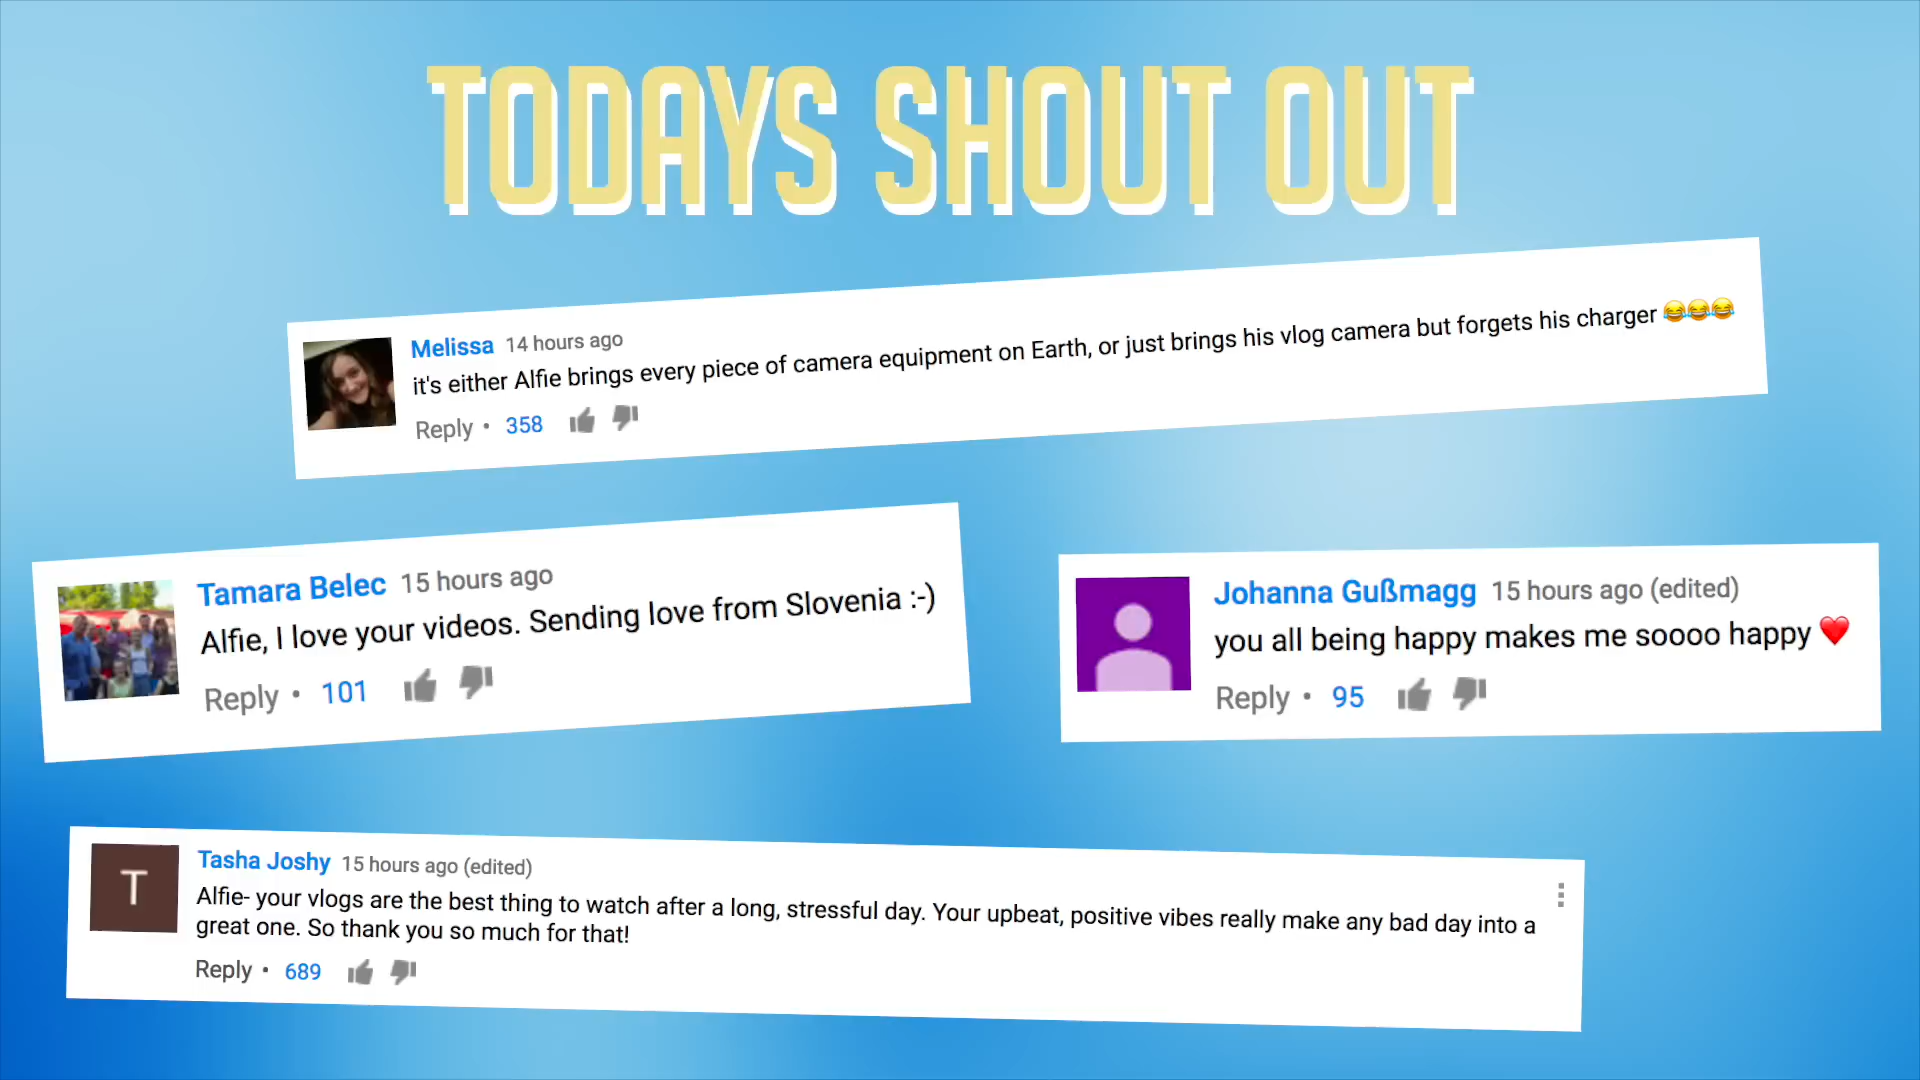 TODAYS SHOUT OUT
Melissa 14 hours ago
it's either Alfie brings every piece of camera equipment on Earth, or just brings his vlog camera but forgets his charger 😂😂😂
Reply • 358
Tamara Belec 15 hours ago
Alfie, I love your videos. Sending love from Slovenia :-)
Reply • 101
Johanna Gußmagg 15 hours ago (edited)
you all being happy makes me soooo happy ❤️
Reply • 95
T
Tasha Joshy 15 hours ago (edited)
Alfie- your vlogs are the best thing to watch after a long, stressful day. Your upbeat, positive vibes really make any bad day into a
great one. So thank you so much for that!
Reply • 689